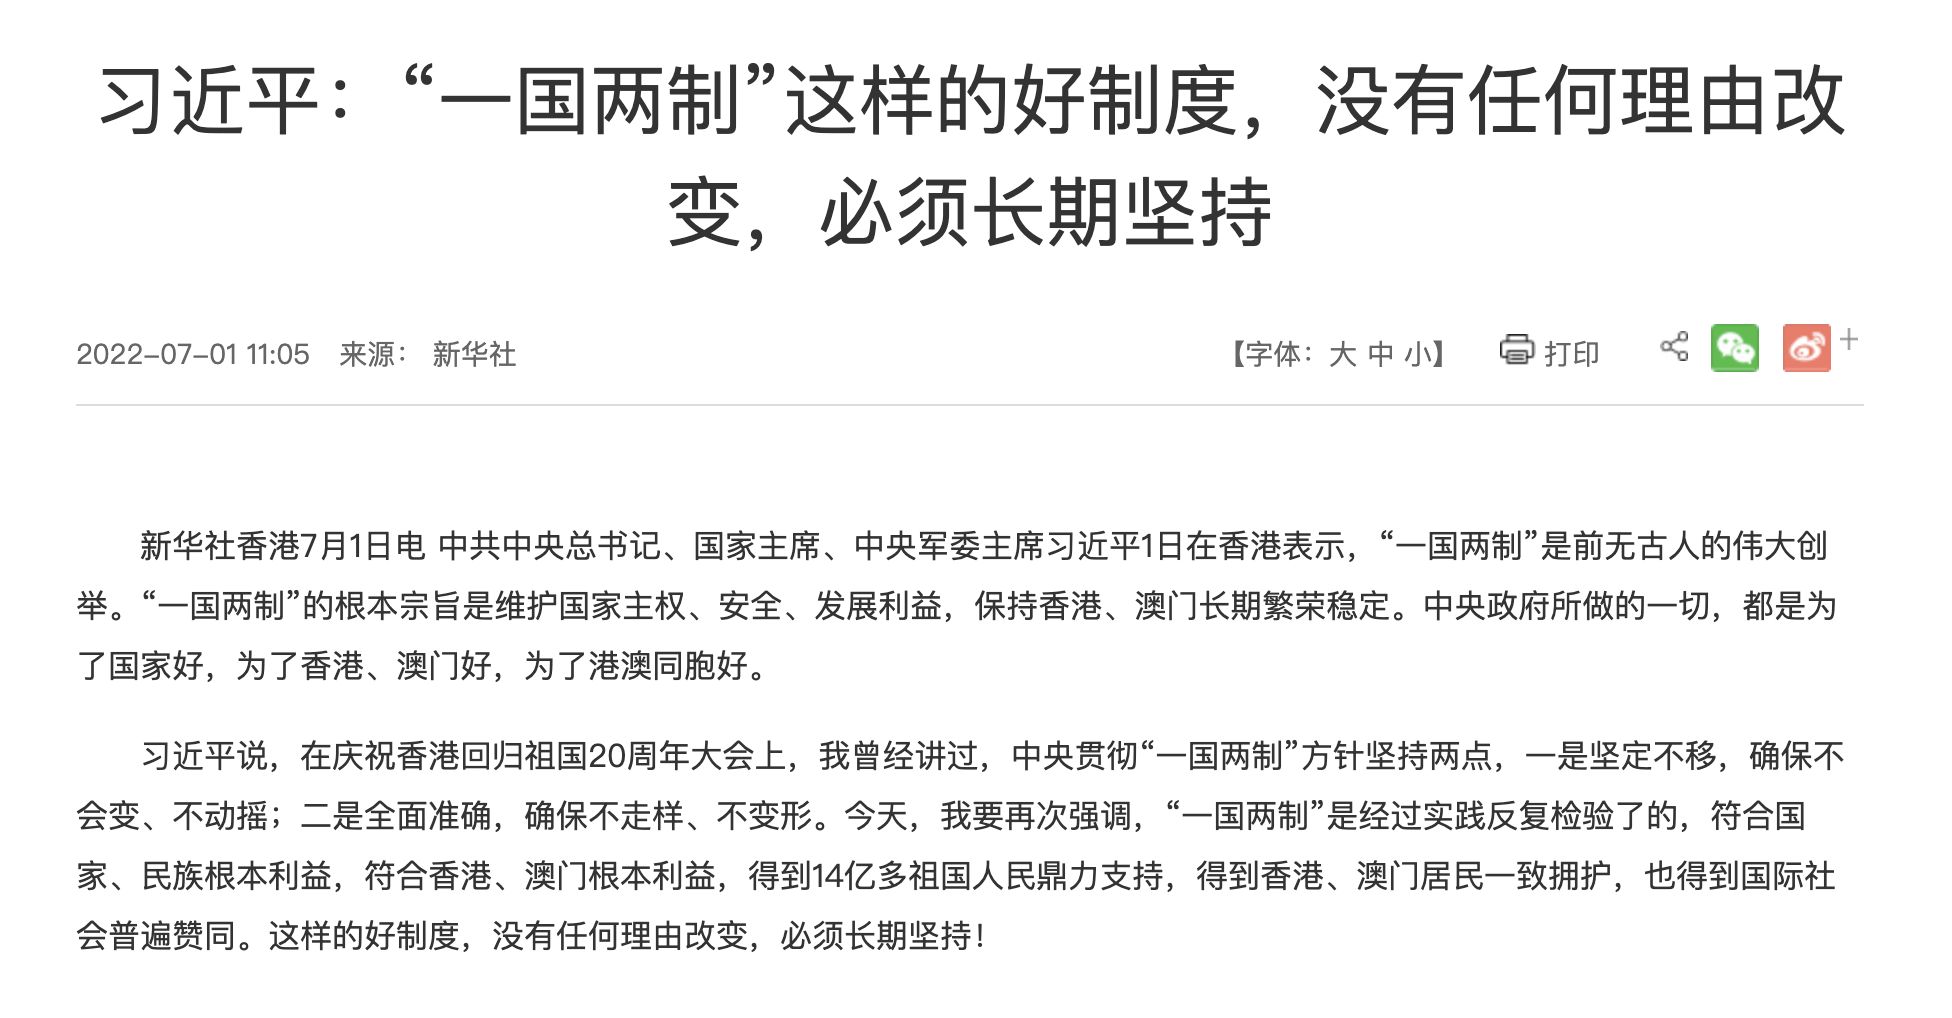 习近平：“一国两制”这样的好制度，没有任何理由改
变，必须长期坚持
2022-07-01 11:05 来源： 新华社 【字体：大 中 小】 打印
新华社香港7月1日电 中共中央总书记、国家主席、中央军委主席习近平1日在香港表示，“一国两制”是前无古人的伟大创
举。“一国两制”的根本宗旨是维护国家主权、安全、发展利益，保持香港、澳门长期繁荣稳定。中央政府所做的一切，都是为
了国家好，为了香港、澳门好，为了港澳同胞好。
习近平说，在庆祝香港回归祖国20周年大会上，我曾经讲过，中央贯彻“一国两制”方针坚持两点，一是坚定不移，确保不
会变、不动摇；二是全面准确，确保不走样、不变形。今天，我要再次强调，“一国两制”是经过实践反复检验了的，符合国
家、民族根本利益，符合香港、澳门根本利益，得到14亿多祖国人民鼎力支持，得到香港、澳门居民一致拥护，也得到国际社
会普遍赞同。这样的好制度，没有任何理由改变，必须长期坚持！